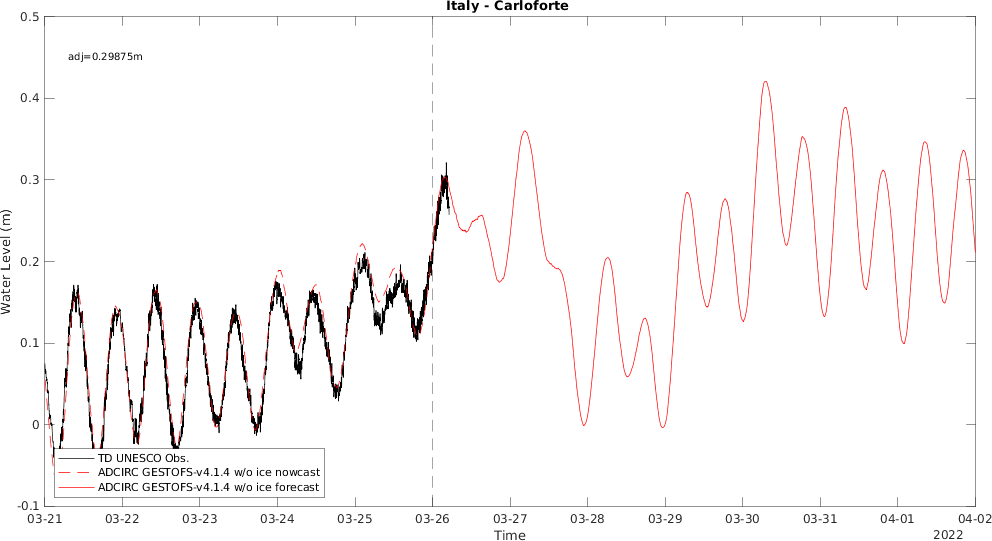 Italy - Carloforte
adj=0.29875m
Water Level (m)
0.5
0.4
0.3
0.2
0.1
0
-0.1
TD UNESCO Obs.
ADCIRC GESTOFS-v4.1.4 w/o ice nowcast
ADCIRC GESTOFS-v4.1.4 w/o ice forecast
03-21 03-22 03-23 03-24 03-25 03-26 03-27 03-28 03-29 03-30 03-31 04-01 04-02
Time
2022